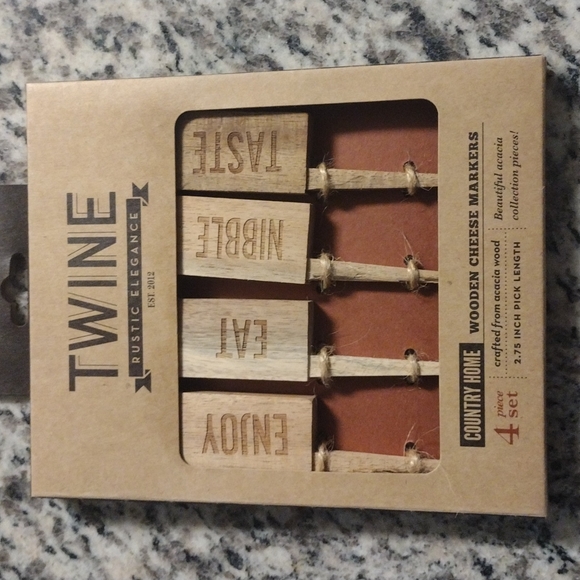 TWINE
RUSTIC ELEGANCE
EST. 2012
TASTE
NIBBLE
EAT
ENJOY
COUNTRY HOME WOODEN CHEESE MARKERS
4 piece set
crafted from acacia wood
2.75 INCH PICK LENGTH
Beautiful acacia
collection pieces!